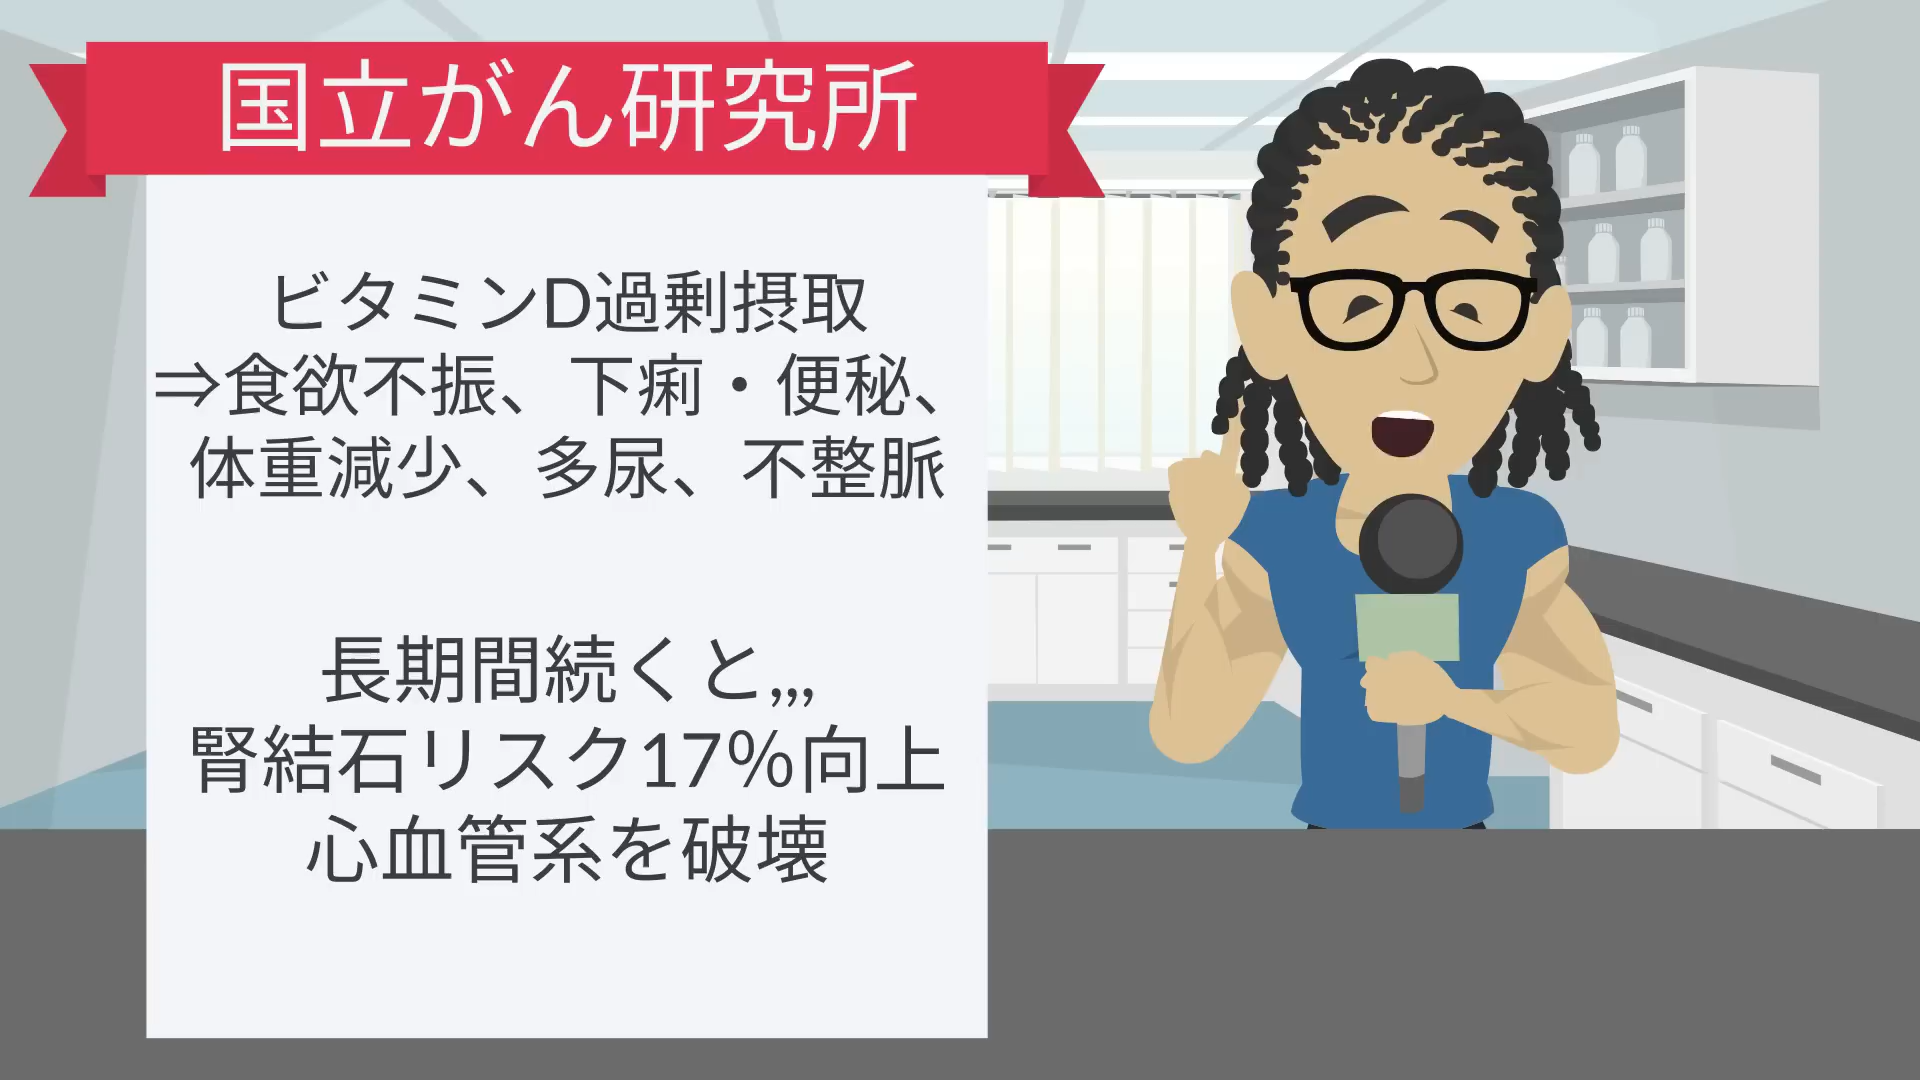 国立がん研究所
ビタミンD過剰摂取
⇒食欲不振、下痢・便秘、
体重減少、多尿、不整脈
長期間続くと,,,
腎結石リスク17%向上
心血管系を破壊